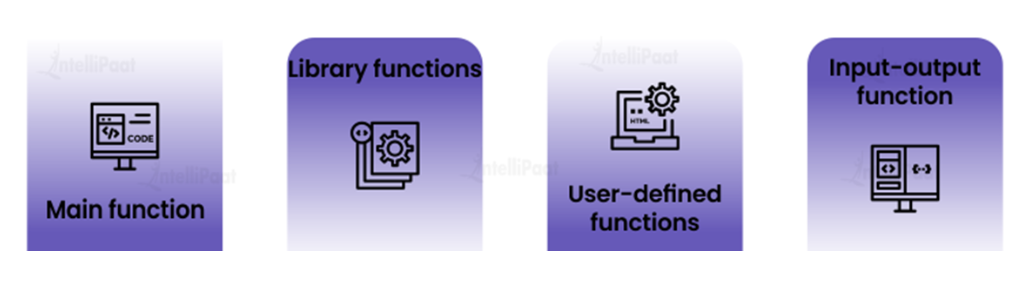 IntelliPaat
CODE
Main function
IntelliPaat
Library functions
IntelliPaat
IntelliPaat
HTML
User-defined
functions
Input-output
function